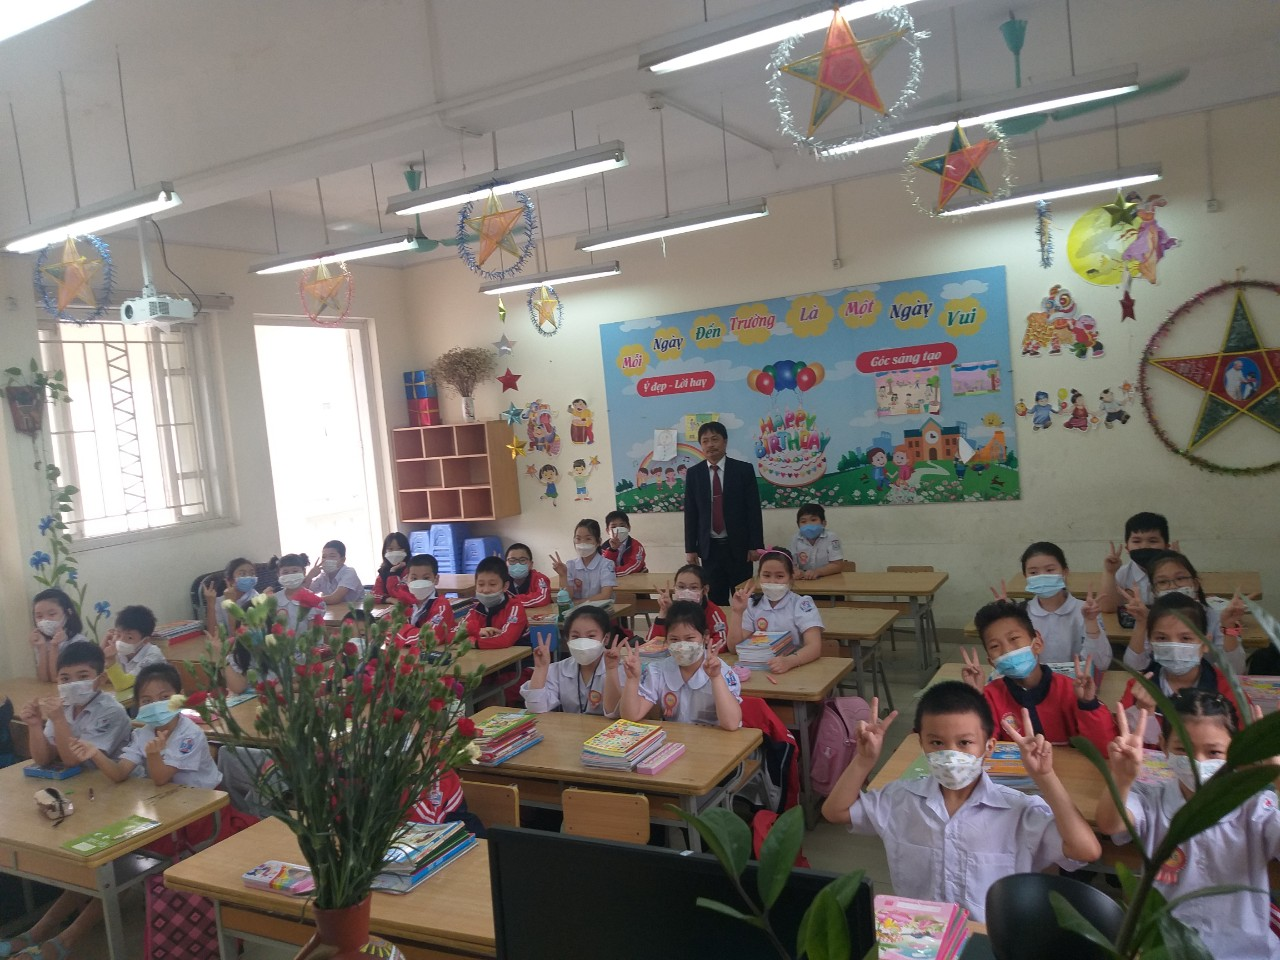 Mỗi Ngày Đến Trường Là Một Ngày Vui
Ý đẹp - Lời hay
Góc sáng tạo
HAPPY
BIRTHDAY